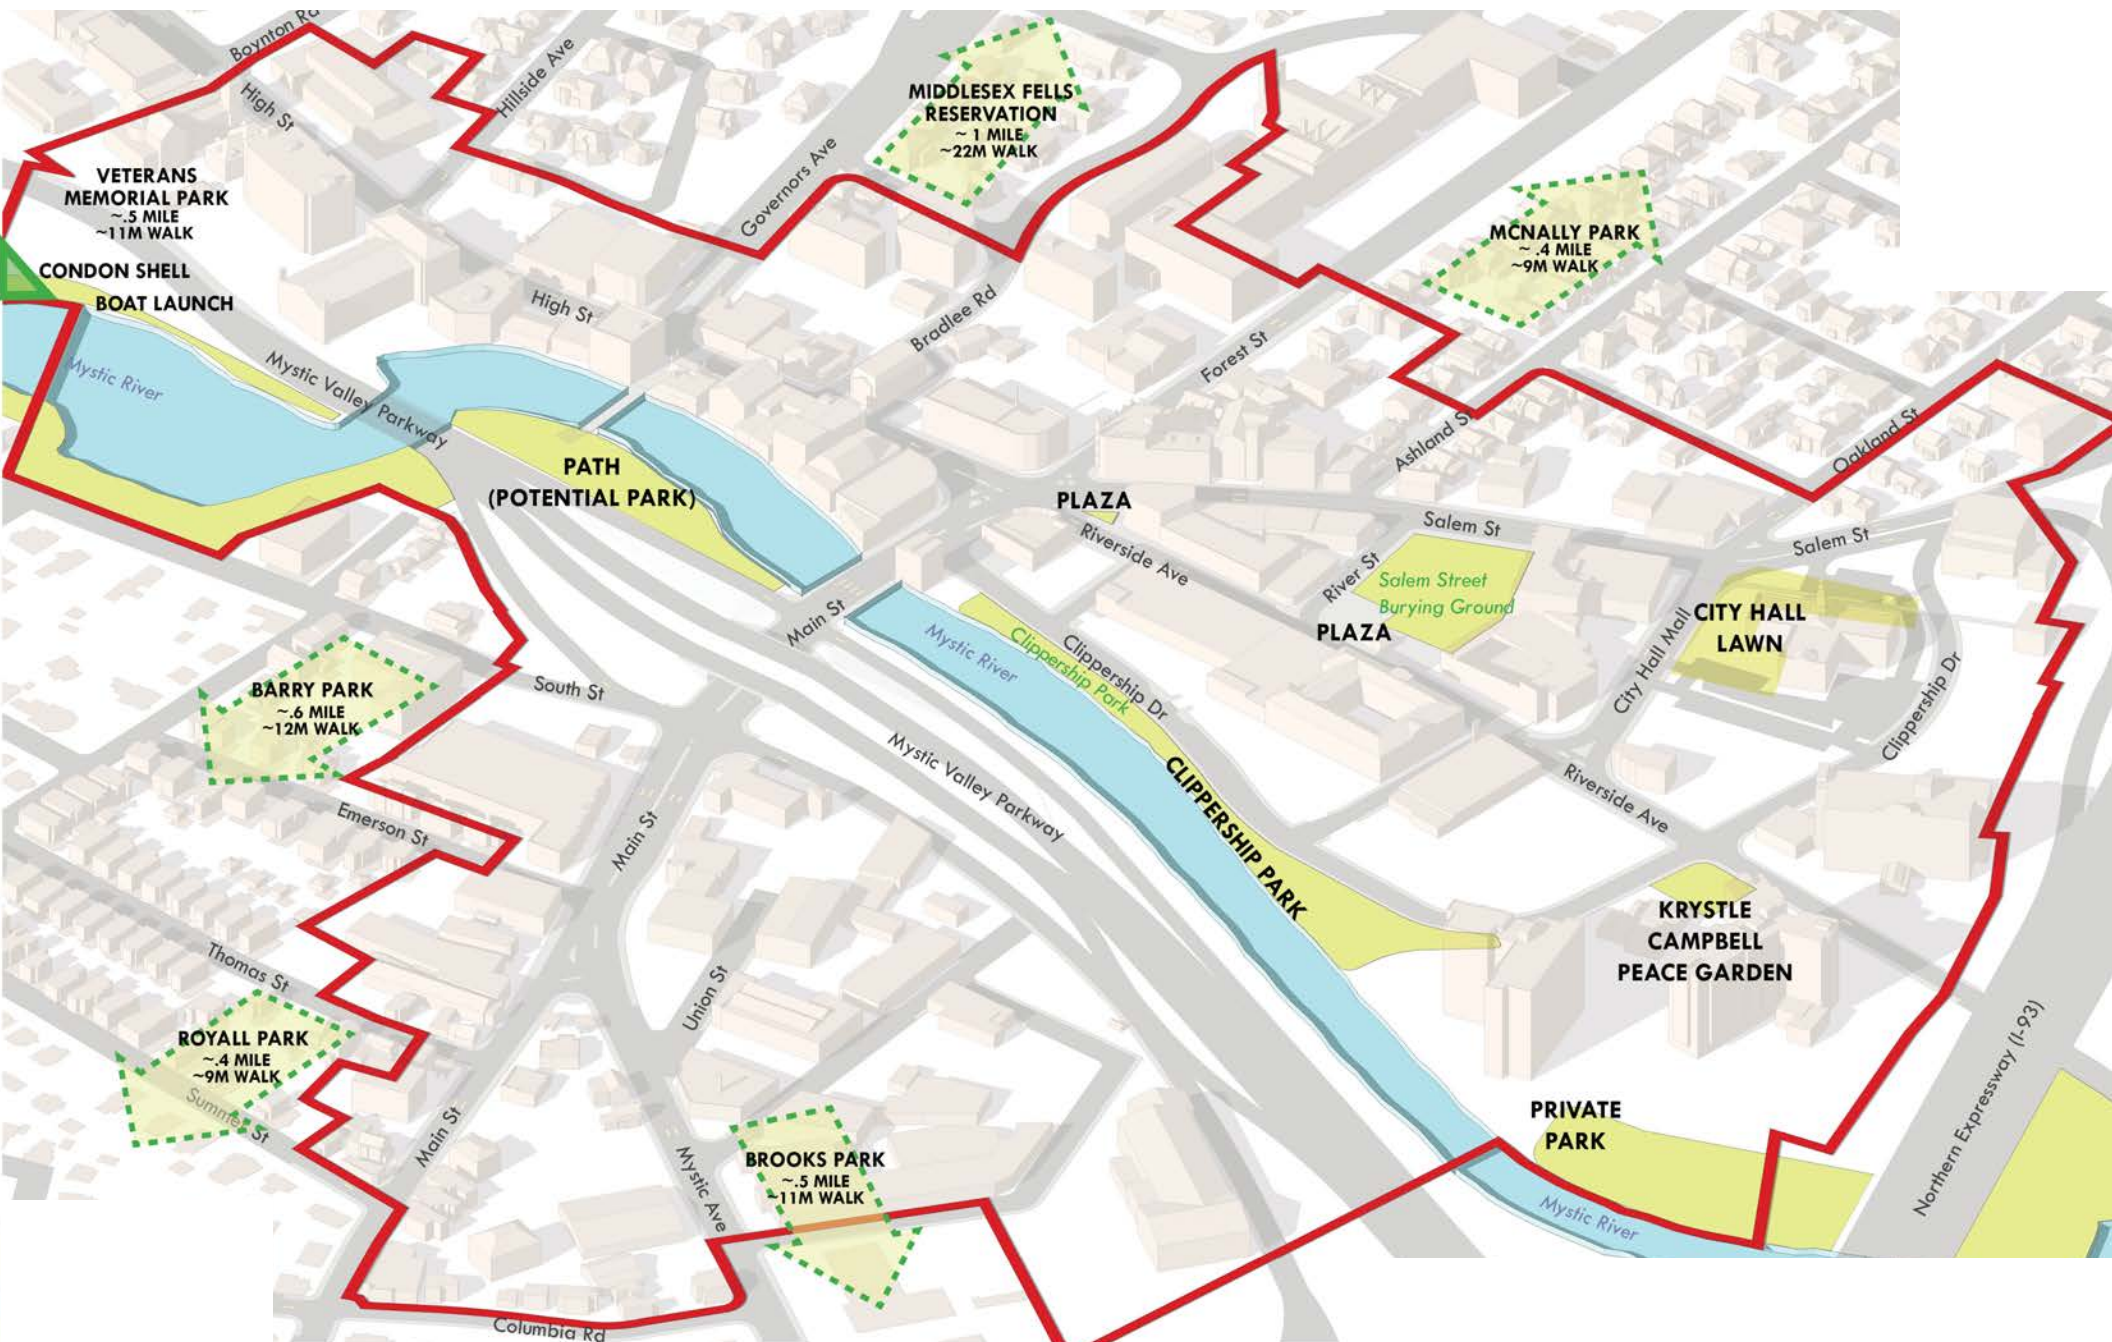 Boynton Rd
High St
Hillside Ave
MIDDLESEX FELLS
RESERVATION
~ 1 MILE
~22M WALK
Governors Ave
VETERANS
MEMORIAL PARK
~.5 MILE
~11M WALK
CONDON SHELL
BOAT LAUNCH
MCNALLY PARK
~ .4 MILE
~9M WALK
High St
Bradlee Rd
Forest St
Mystic River
Mystic Valley Parkway
Ashland St
Oakland St
PATH
(POTENTIAL PARK)
PLAZA
Salem St
Salem St
Riverside Ave
River St
Salem Street
Burying Ground
PLAZA
CITY HALL
LAWN
City Hall Mall
Clippership Dr
Main St
Mystic River
Clippership Park
Clippership Dr
BARRY PARK
~.6 MILE
~12M WALK
South St
Mystic Valley Parkway
CLIPPERSHIP PARK
Riverside Ave
Emerson St
Main St
KRYSTLE
CAMPBELL
PEACE GARDEN
Thomas St
Union St
ROYALL PARK
~.4 MILE
~9M WALK
Summer St
Main St
Northern Expressway (I-93)
PRIVATE
PARK
BROOKS PARK
~.5 MILE
~11M WALK
Mystic Ave
Mystic River
Columbia Rd